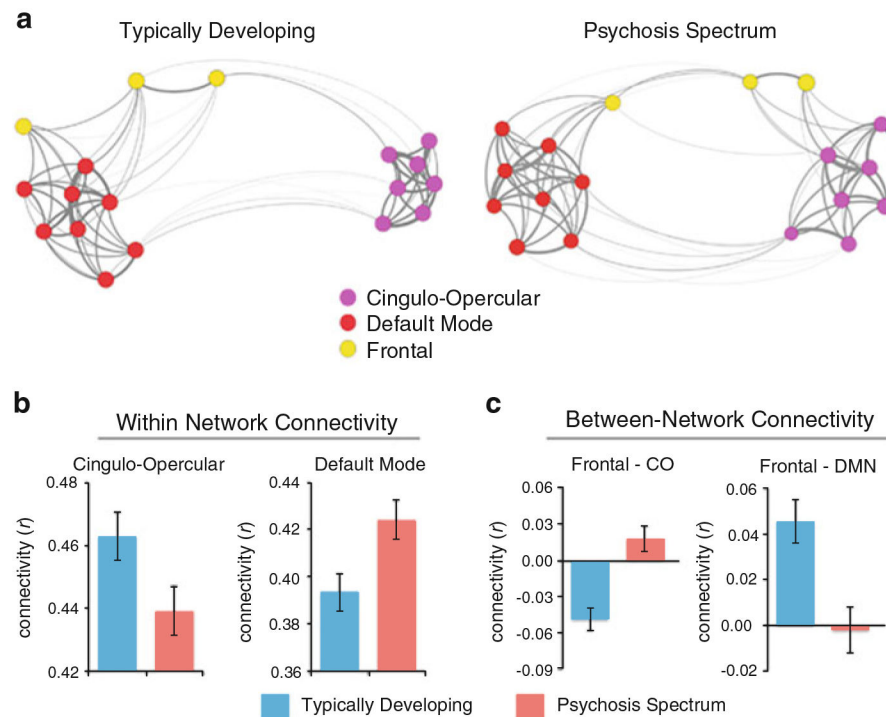 a
Typically Developing
Psychosis Spectrum
Cingulo-Opercular
Default Mode
Frontal
b
Within Network Connectivity
Cingulo-Opercular
connectivity (r)
0.48
0.46
0.44
0.42
Default Mode
connectivity (r)
0.44
0.42
0.40
0.38
0.36
c
Between-Network Connectivity
Frontal - CO
connectivity (r)
0.06
0.03
0.00
-0.03
-0.06
-0.09
Frontal - DMN
connectivity (r)
0.06
0.04
0.02
0.00
-0.02
Typically Developing
Psychosis Spectrum